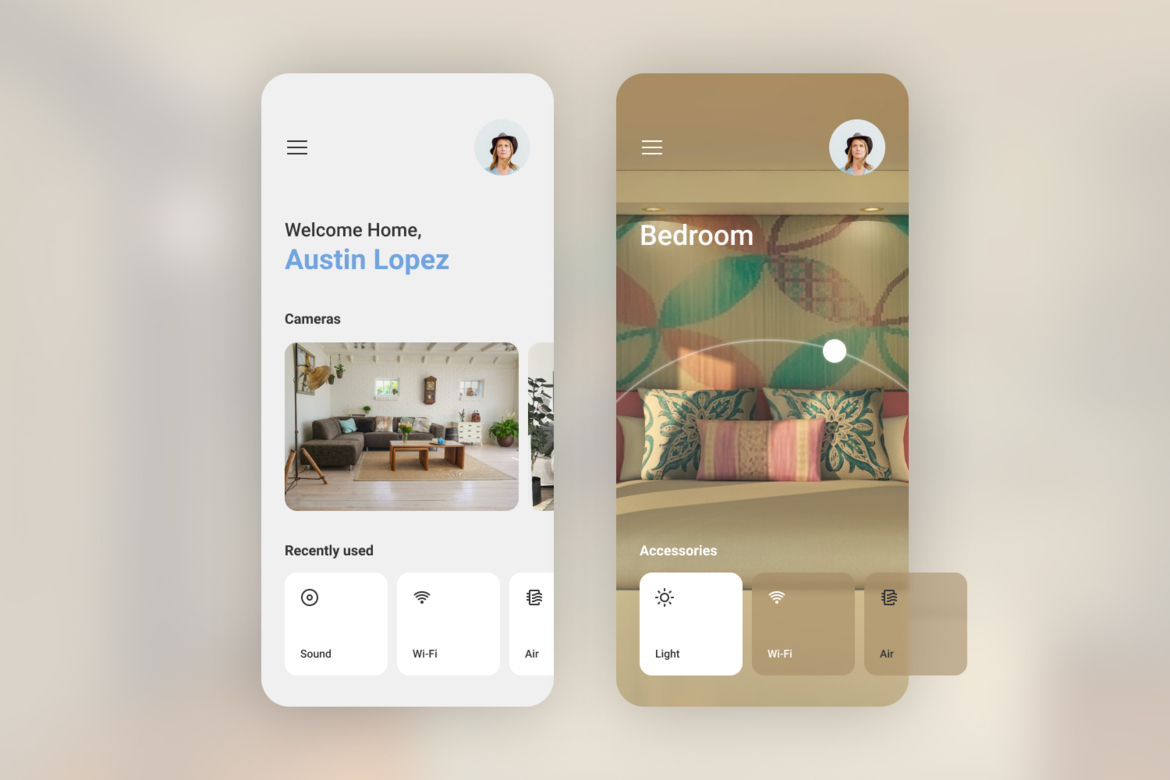 Welcome Home,
Austin Lopez
Cameras
Recently used
Sound
Wi-Fi
Air
Bedroom
Accessories
Light
Wi-Fi
Air